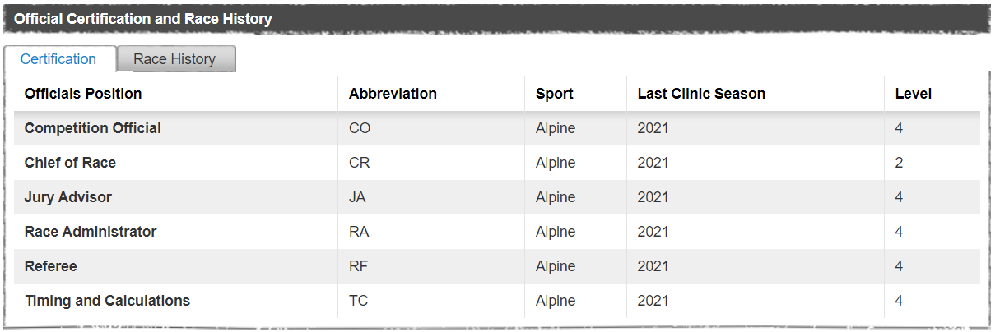 Official Certification and Race History
Certification Race History
Officials Position Abbreviation Sport Last Clinic Season Level
Competition Official CO Alpine 2021 4
Chief of Race CR Alpine 2021 2
Jury Advisor JA Alpine 2021 4
Race Administrator RA Alpine 2021 4
Referee RF Alpine 2021 4
Timing and Calculations TC Alpine 2021 4